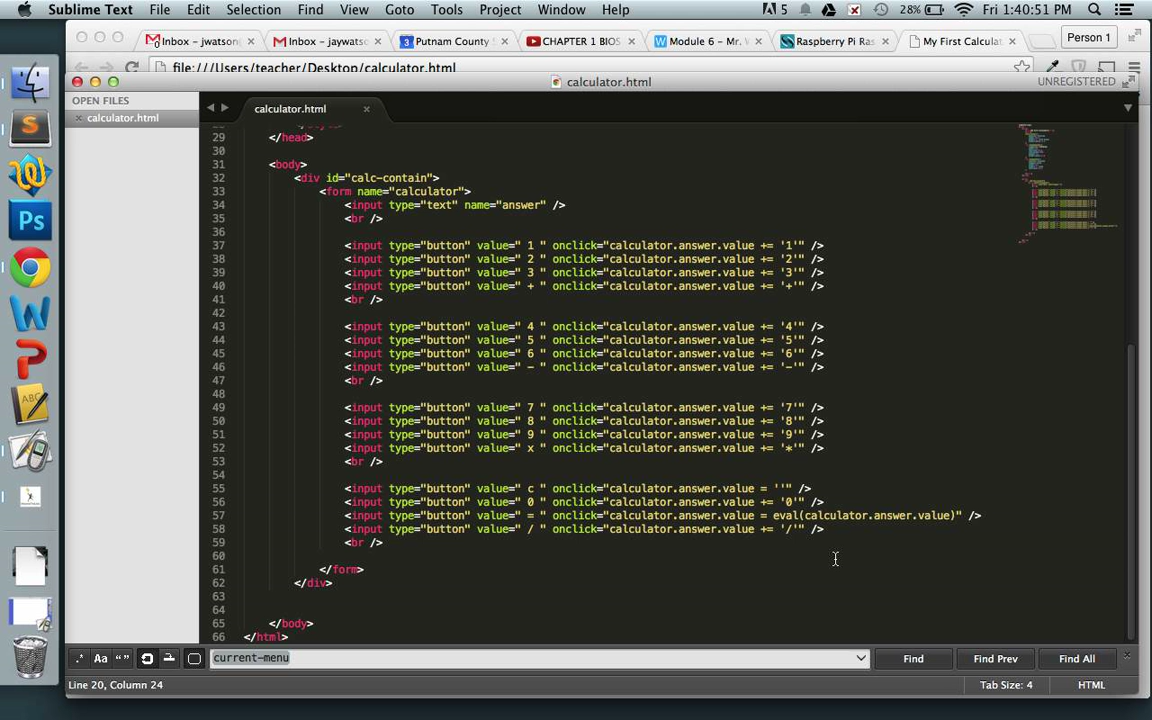 Sublime Text File Edit Selection Find View Goto Tools Project Window Help 5 28% Fri 1:40:51 PM
Inbox - jwatson@ Inbox - jaywatso Putnam County S CHAPTER 1 BIOS Module 6 - Mr. W Raspberry Pi Ras My First Calcula Person 1
file:///Users/teacher/Desktop/calculator.html
calculator.html UNREGISTERED
OPEN FILES
calculator.html
calculator.html
29 </head>
30
31 <body>
32 <div id="calc-contain">
33 <form name="calculator">
34 <input type="text" name="answer" />
35 <br />
36
37 <input type="button" value=" 1 " onclick="calculator.answer.value += '1'" />
38 <input type="button" value=" 2 " onclick="calculator.answer.value += '2'" />
39 <input type="button" value=" 3 " onclick="calculator.answer.value += '3'" />
40 <input type="button" value=" + " onclick="calculator.answer.value += '+'" />
41 <br />
42
43 <input type="button" value=" 4 " onclick="calculator.answer.value += '4'" />
44 <input type="button" value=" 5 " onclick="calculator.answer.value += '5'" />
45 <input type="button" value=" 6 " onclick="calculator.answer.value += '6'" />
46 <input type="button" value=" - " onclick="calculator.answer.value += '-'" />
47 <br />
48
49 <input type="button" value=" 7 " onclick="calculator.answer.value += '7'" />
50 <input type="button" value=" 8 " onclick="calculator.answer.value += '8'" />
51 <input type="button" value=" 9 " onclick="calculator.answer.value += '9'" />
52 <input type="button" value=" x " onclick="calculator.answer.value += '*'" />
53 <br />
54
55 <input type="button" value=" c " onclick="calculator.answer.value = ''" />
56 <input type="button" value=" 0 " onclick="calculator.answer.value += '0'" />
57 <input type="button" value=" = " onclick="calculator.answer.value = eval(calculator.answer.value)" />
58 <input type="button" value=" / " onclick="calculator.answer.value += '/'" />
59 <br />
60
61 </form>
62 </div>
63
64
65 </body>
66 </html>
.* Aa “ ” current-menu Find Find Prev Find All
Line 20, Column 24 Tab Size: 4 HTML